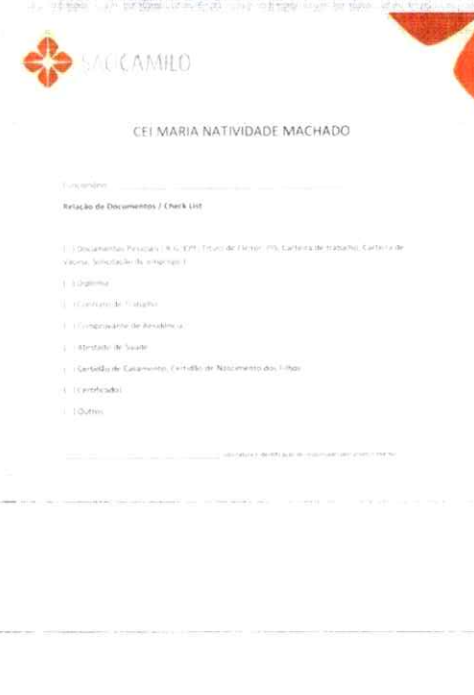 SÃO CAMILO
CEI MARIA NATIVIDADE MACHADO
Funcionário:
Relação de Documentos / Check List
( ) Documentos Pessoais ( R.G, CPF, Título de Eleitor, PIS, Carteira de trabalho, Carteira de
vacina, Solicitação de emprego )
( ) Diploma
( ) Contrato de Trabalho
( ) Comprovante de Residência
( ) Atestado de Saúde
( ) Certidão de Casamento, Certidão de Nascimento dos Filhos
( ) Certificados
( ) Outros